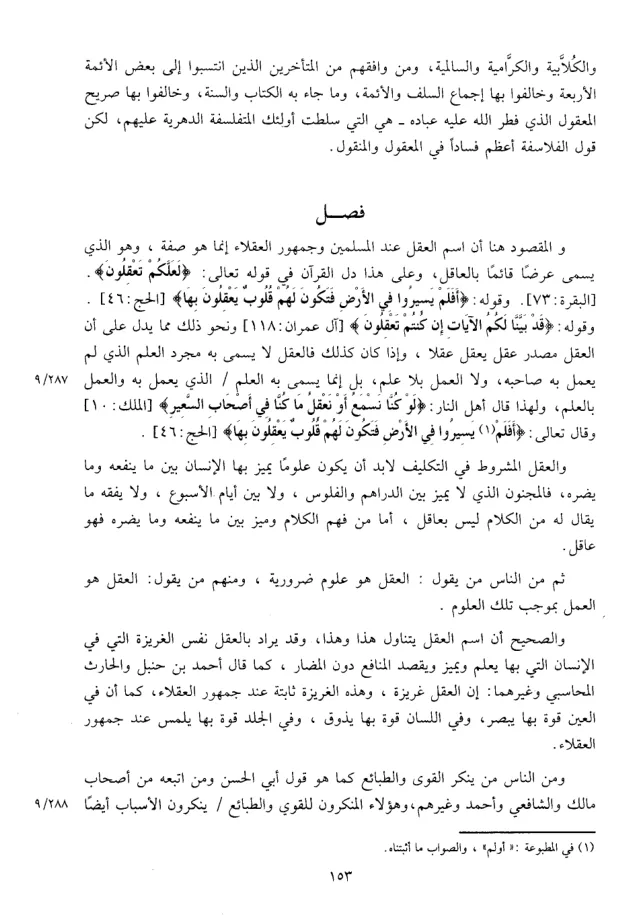 والكُلاَّبية والكرَّامية والسالمية، ومن وافقهم من المتأخرين الذين انتسبوا إلى بعض الأئمة
الأربعة وخالفوا بها إجماع السلف والأئمة، وما جاء به الكتاب والسنة، وخالفوا بها صريح
المعقول الذي فطر الله عليه عباده ـ هي التي سلطت أولئك المتفلسفة الدهرية عليهم، لكن
قول الفلاسفة أعظم فساداً في المعقول والمنقول.
فصـــل
و المقصود هنا أن اسم العقل عند المسلمين وجمهور العقلاء إنما هو صفة ، وهو الذي
يسمى عرضًا قائمًا بالعاقل، وعلى هذا دل القرآن في قوله تعالى: ﴿لَعَلَّكُمْ تَعْقِلُونَ﴾ .
[البقرة:٧٣]. وقوله: ﴿أَفَلَمْ يَسيرُوا فِي الأَرْضِ فَتَكُونَ لَهُمْ قُلُوبٌ يَعْقِلُونَ بِهَا﴾ [الحج:٤٦] .
وقوله: ﴿قَدْ بَيَّنَّا لَكُمُ الآيَاتِ إِن كُنتُمْ تَعْقِلُونَ ﴾ [آل عمران:١١٨] ونحو ذلك مما يدل على أن
العقل مصدر عقل يعقل عقلا ، وإذا كان كذلك فالعقل لا يسمى به مجرد العلم الذي لم
يعمل به صاحبه، ولا العمل بلا علم، بل إنما يسمى به العلم / الذي يعمل به والعمل ٩/٢٨٧
بالعلم، ولهذا قال أهل النار: ﴿لَوْ كُنَّا نَسْمَعُ أَوْ نَعْقِلُ مَا كُنَّا فِي أَصْحَابِ السَّعِيرِ﴾ [الملك: ١٠]
وقال تعالى: ﴿أَفَلَمْ(١) يَسِيرُوا فِي الأَرْضِ فَتَكُونَ لَهُمْ قُلُوبٌ يَعْقِلُونَ بِهَا﴾ [الحج:٤٦] .
والعقل المشروط في التكليف لابد أن يكون علومًا يميز بها الإنسان بين ما ينفعه وما
يضره، فالمجنون الذي لا يميز بين الدراهم والفلوس ، ولا بين أيام الأسبوع ، ولا يفقه ما
يقال له من الكلام ليس بعاقل ، أما من فهم الكلام وميز بين ما ينفعه وما يضره فهو
عاقل.
ثم من الناس من يقول : العقل هو علوم ضرورية ، ومنهم من يقول: العقل هو
العمل بموجب تلك العلوم .
والصحيح أن اسم العقل يتناول هذا وهذا، وقد يراد بالعقل نفس الغريزة التي في
الإنسان التي بها يعلم ويميز ويقصد المنافع دون المضار ، كما قال أحمد بن حنبل والحارث
المحاسبي وغيرهما: إن العقل غريزة ، وهذه الغريزة ثابتة عند جمهور العقلاء، كما أن في
العين قوة بها يبصر، وفي اللسان قوة بها يذوق ، وفي الجلد قوة بها يلمس عند جمهور
العقلاء.
ومن الناس من ينكر القوى والطبائع كما هو قول أبي الحسن ومن اتبعه من أصحاب
مالك والشافعي وأحمد وغيرهم،وهؤلاء المنكرون للقوي والطبائع / ينكرون الأسباب أيضًا ٩/٢٨٨
(١) في المطبوعة :« أولم» ، والصواب ما أثبتناه.
١٥٣